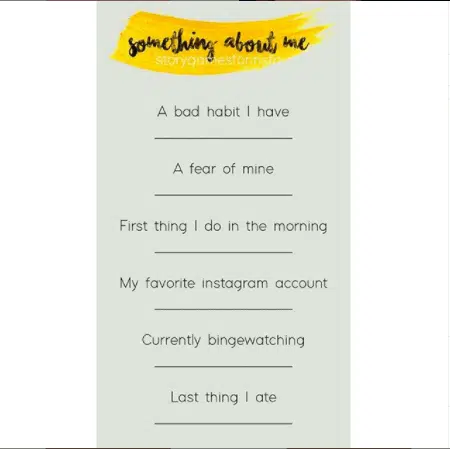 something about me
A bad habit I have
A fear of mine
First thing I do in the morning
My favorite instagram account
Currently bingewatching
Last thing I ate